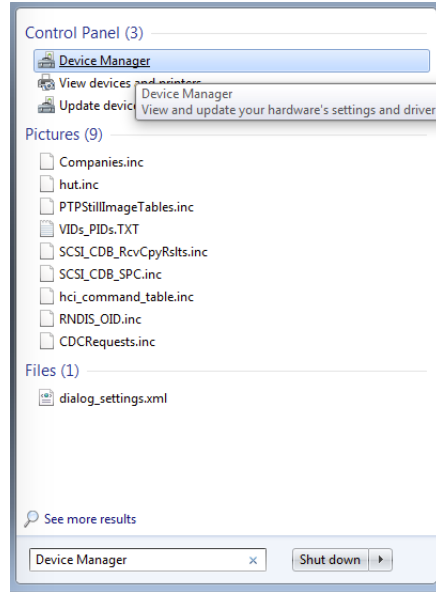 Control Panel (3)
Device Manager
View devices and printers
Device Manager
Update device
View and update your hardware's settings and driver
Pictures (9)
Companies.inc
hut.inc
PTPStillImageTables.inc
VIDs_PIDs.TXT
SCSI_CDB_RcvCpyRslts.inc
SCSI_CDB_SPC.inc
hci_command_table.inc
RNDIS_OID.inc
CDCRequests.inc
Files (1)
dialog_settings.xml
See more results
Device Manager
Shut down